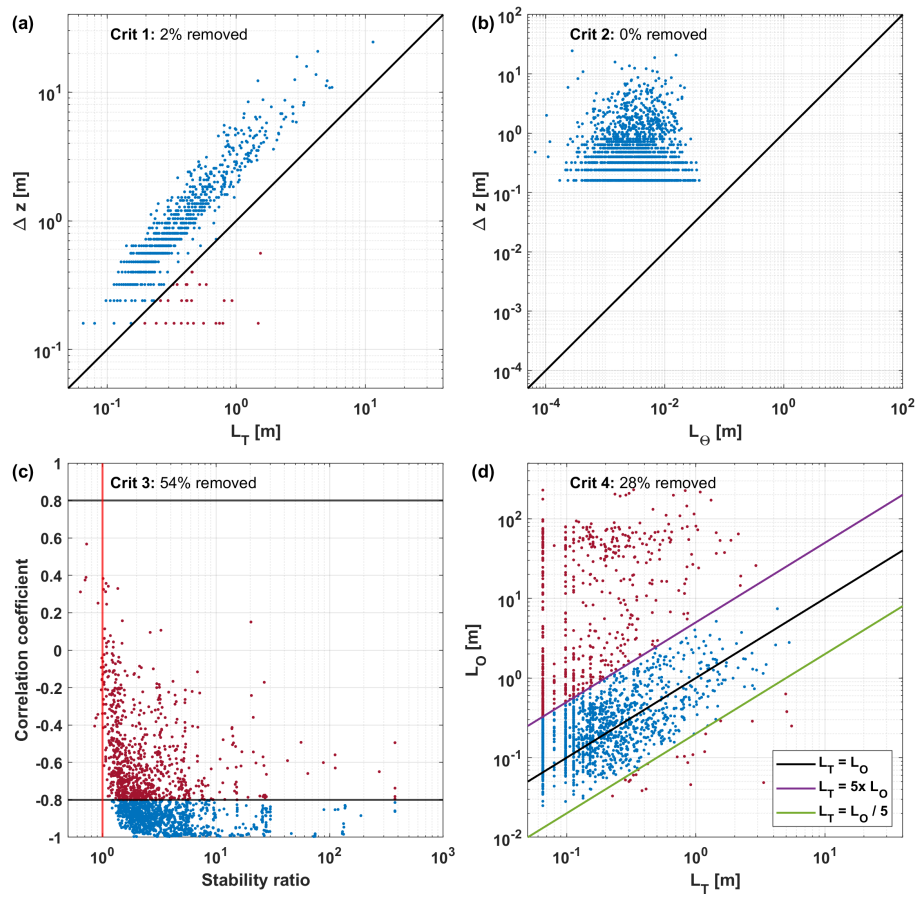 (a)
Crit 1: 2% removed
10^1
10^0
10^-1
Δ z [m]
10^-1
10^0
10^1
L_T [m]
(b)
Crit 2: 0% removed
10^2
10^1
10^0
10^-1
10^-2
10^-3
10^-4
Δ z [m]
10^-4
10^-2
10^0
10^2
L_Θ [m]
(c)
Crit 3: 54% removed
1
0.8
0.6
0.4
0.2
0
-0.2
-0.4
-0.6
-0.8
-1
Correlation coefficient
10^0
10^1
10^2
10^3
Stability ratio
(d)
Crit 4: 28% removed
10^2
10^1
10^0
10^-1
10^-2
L_O [m]
10^-1
10^0
10^1
L_T [m]
L_T = L_O
L_T = 5x L_O
L_T = L_O / 5